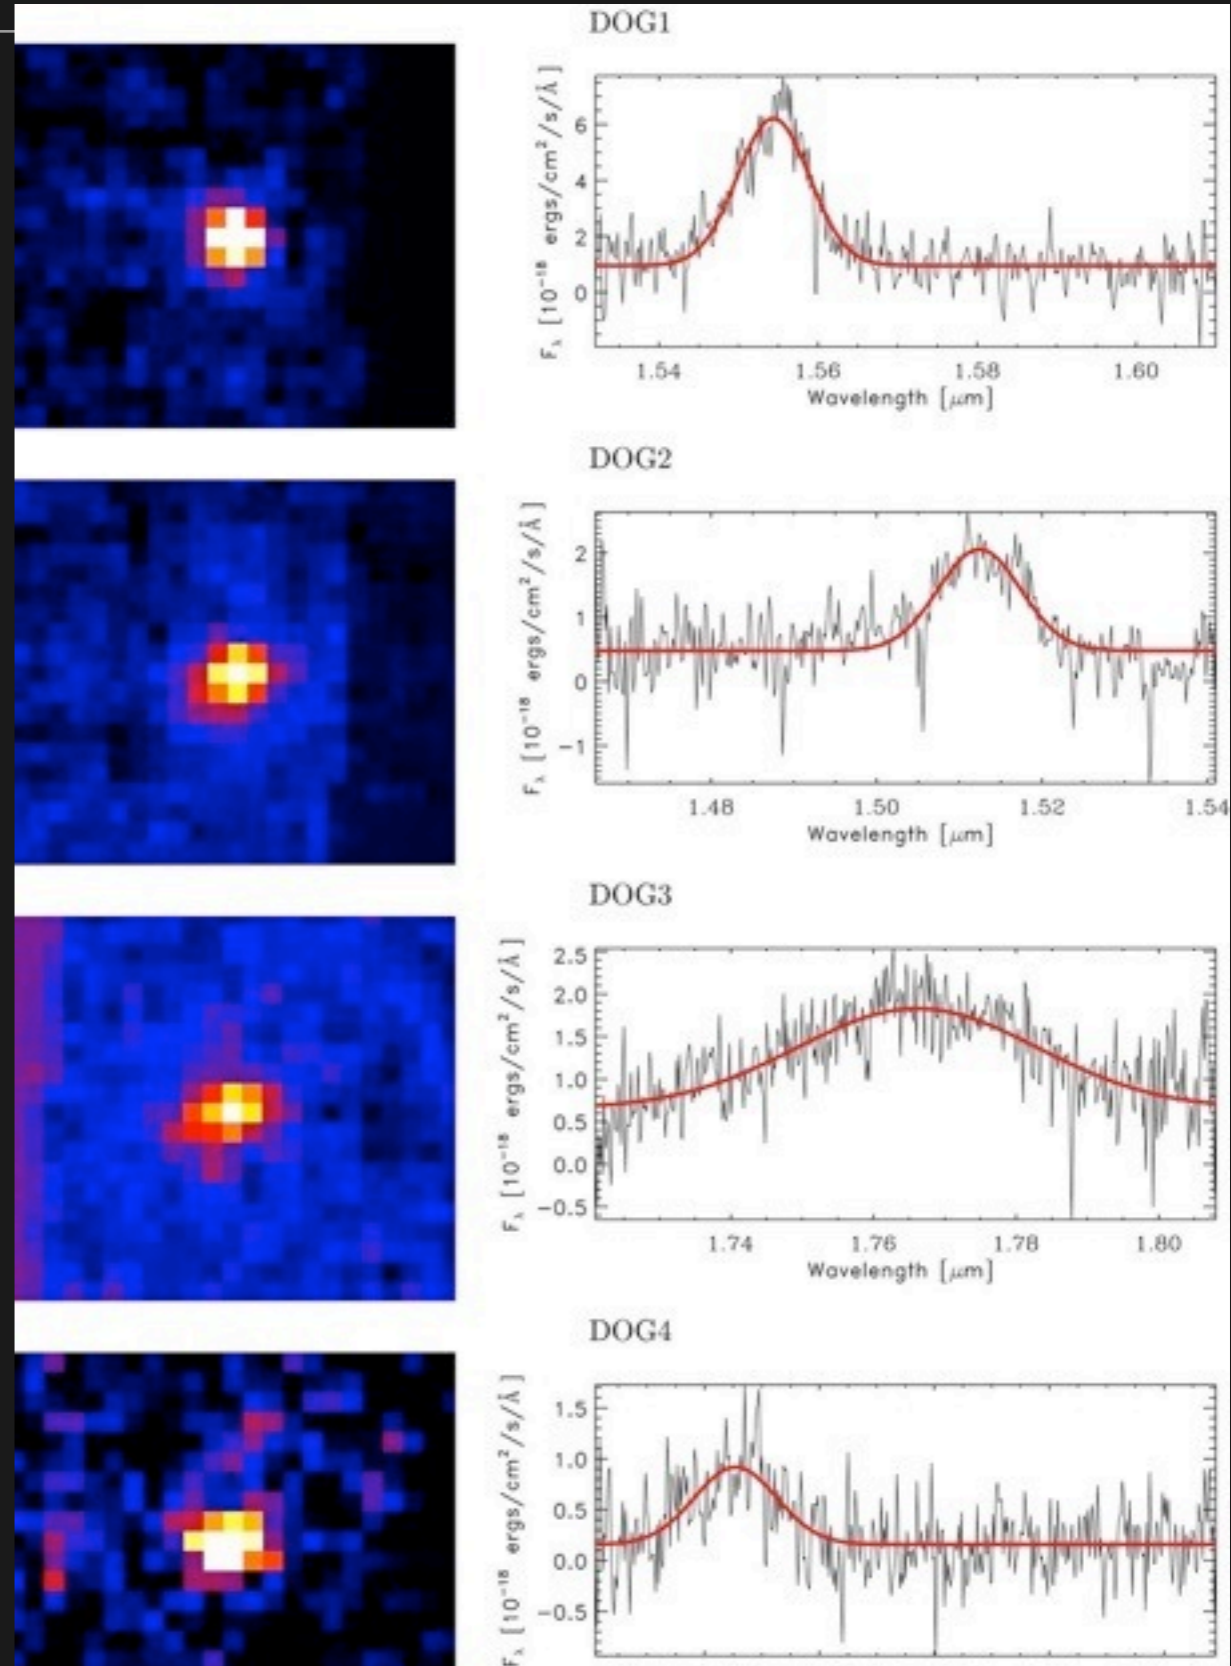 DOG1
F_λ [10⁻¹⁸ ergs/cm²/s/Å]
6
4
2
0
1.54 1.56 1.58 1.60
Wavelength [μm]
DOG2
F_λ [10⁻¹⁸ ergs/cm²/s/Å]
2
1
0
−1
1.48 1.50 1.52 1.54
Wavelength [μm]
DOG3
F_λ [10⁻¹⁸ ergs/cm²/s/Å]
2.5
2.0
1.5
1.0
0.5
0.0
−0.5
1.74 1.76 1.78 1.80
Wavelength [μm]
DOG4
F_λ [10⁻¹⁸ ergs/cm²/s/Å]
1.5
1.0
0.5
0.0
−0.5